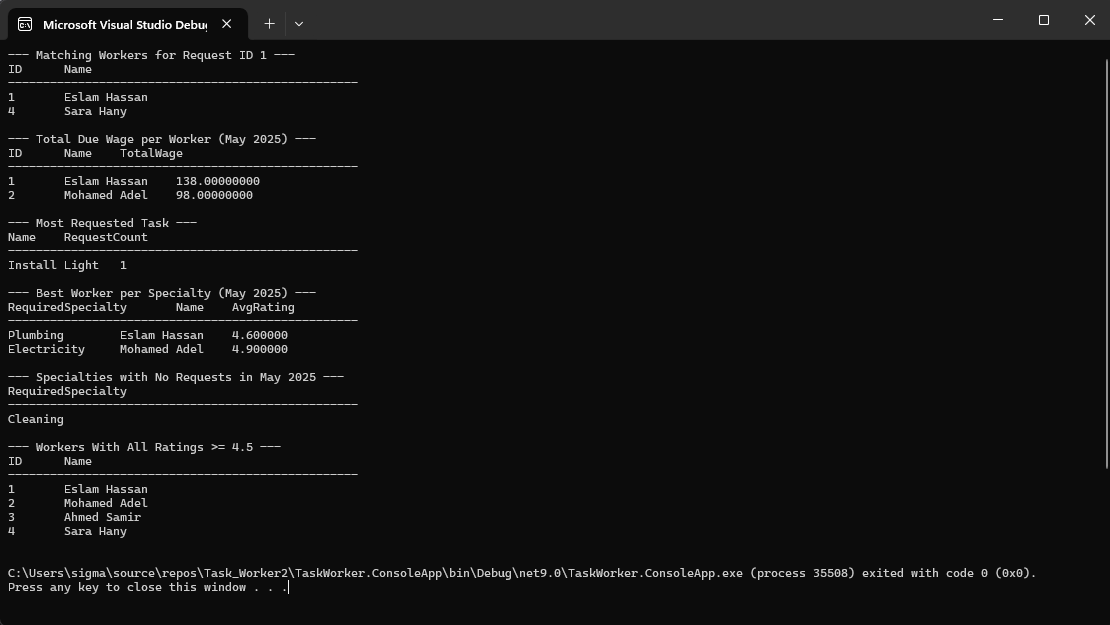 Microsoft Visual Studio Debu
--- Matching Workers for Request ID 1 ---
ID Name
--------------------------------------------------
1 Eslam Hassan
4 Sara Hany
--- Total Due Wage per Worker (May 2025) ---
ID Name TotalWage
--------------------------------------------------
1 Eslam Hassan 138.00000000
2 Mohamed Adel 98.00000000
--- Most Requested Task ---
Name RequestCount
--------------------------------------------------
Install Light 1
--- Best Worker per Specialty (May 2025) ---
RequiredSpecialty Name AvgRating
--------------------------------------------------
Plumbing Eslam Hassan 4.600000
Electricity Mohamed Adel 4.900000
--- Specialties with No Requests in May 2025 ---
RequiredSpecialty
--------------------------------------------------
Cleaning
--- Workers With All Ratings >= 4.5 ---
ID Name
--------------------------------------------------
1 Eslam Hassan
2 Mohamed Adel
3 Ahmed Samir
4 Sara Hany
C:\Users\sigma\source\repos\Task_Worker2\TaskWorker.ConsoleApp\bin\Debug\net9.0\TaskWorker.ConsoleApp.exe (process 35508) exited with code 0 (0x0).
Press any key to close this window . . .